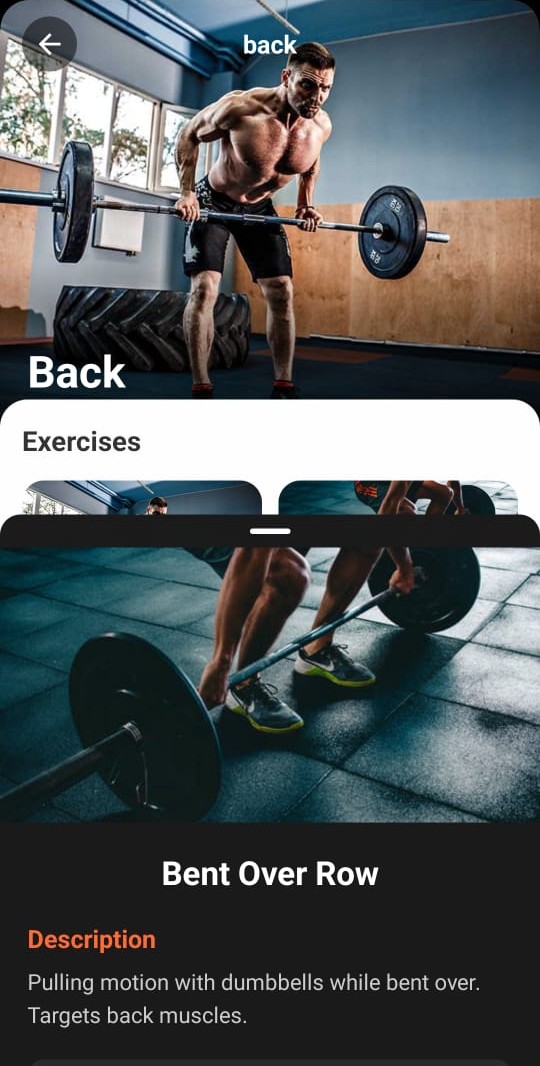 back
Back
Exercises
Bent Over Row
Description
Pulling motion with dumbbells while bent over.
Targets back muscles.